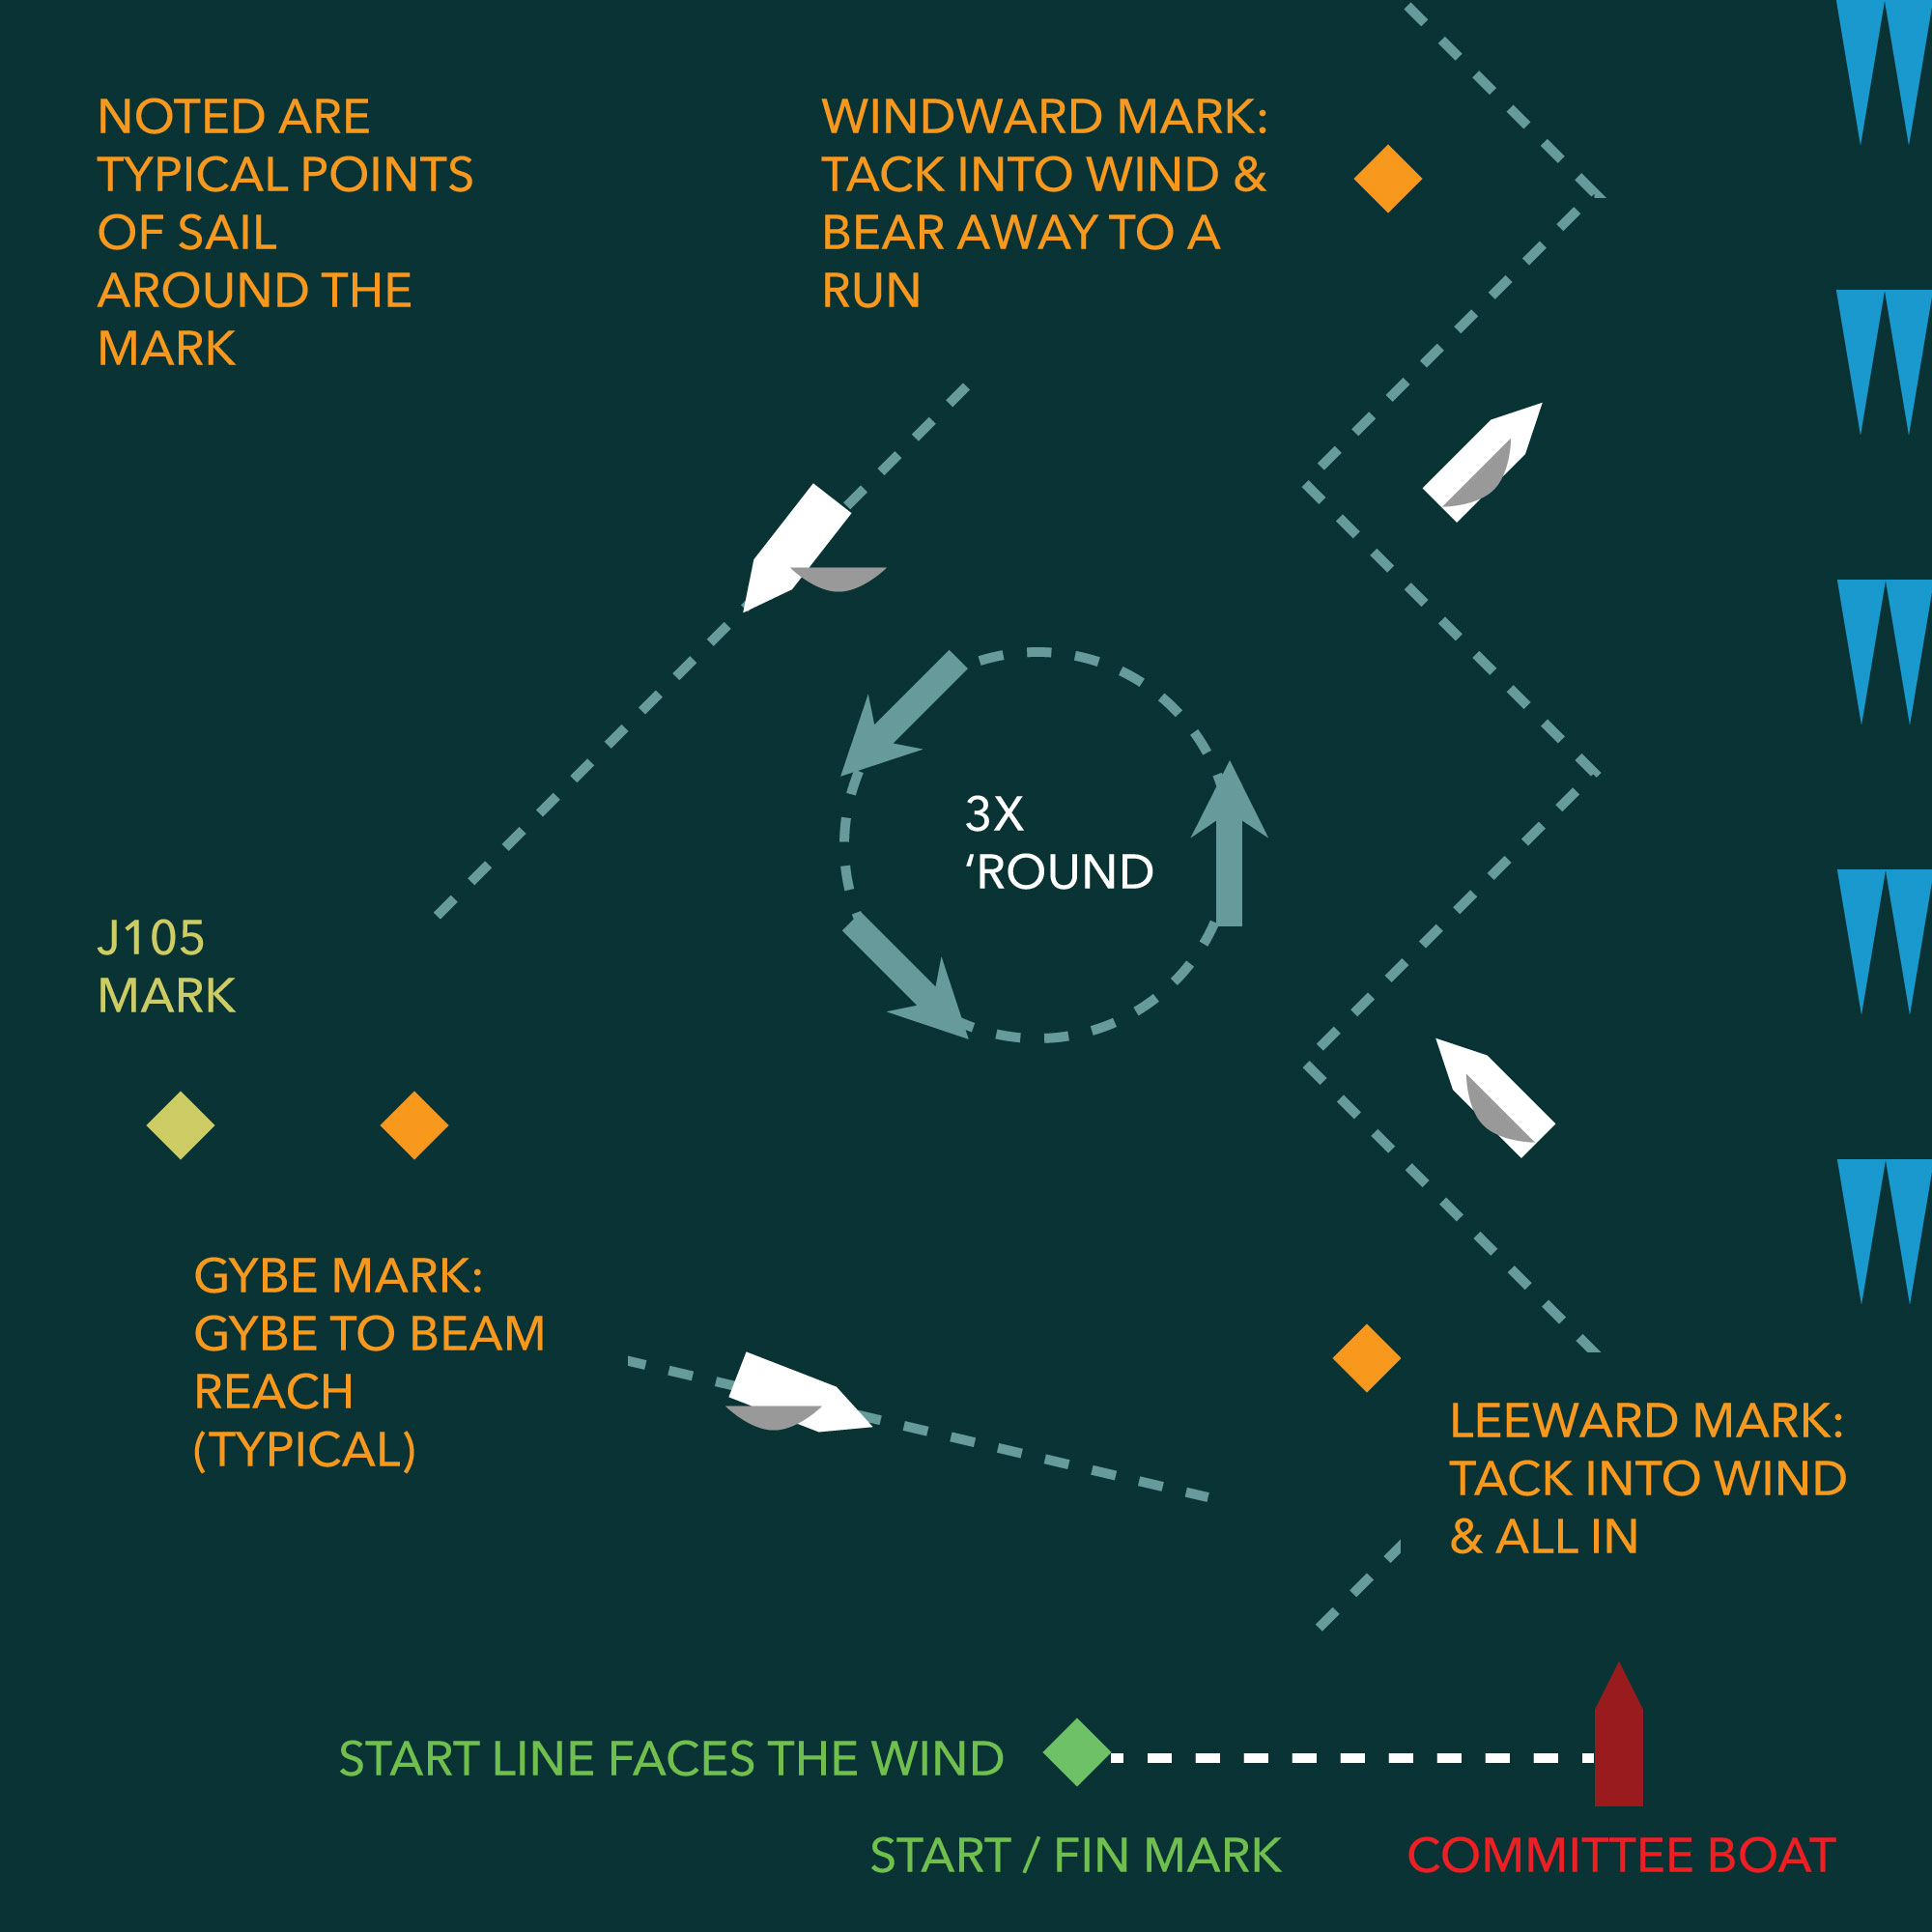 NOTED ARE
TYPICAL POINTS
OF SAIL
AROUND THE
MARK
WINDWARD MARK:
TACK INTO WIND &
BEAR AWAY TO A
RUN
3X
‘ROUND
J105
MARK
GYBE MARK:
GYBE TO BEAM
REACH
(TYPICAL)
LEEWARD MARK:
TACK INTO WIND
& ALL IN
START LINE FACES THE WIND
START / FIN MARK
COMMITTEE BOAT